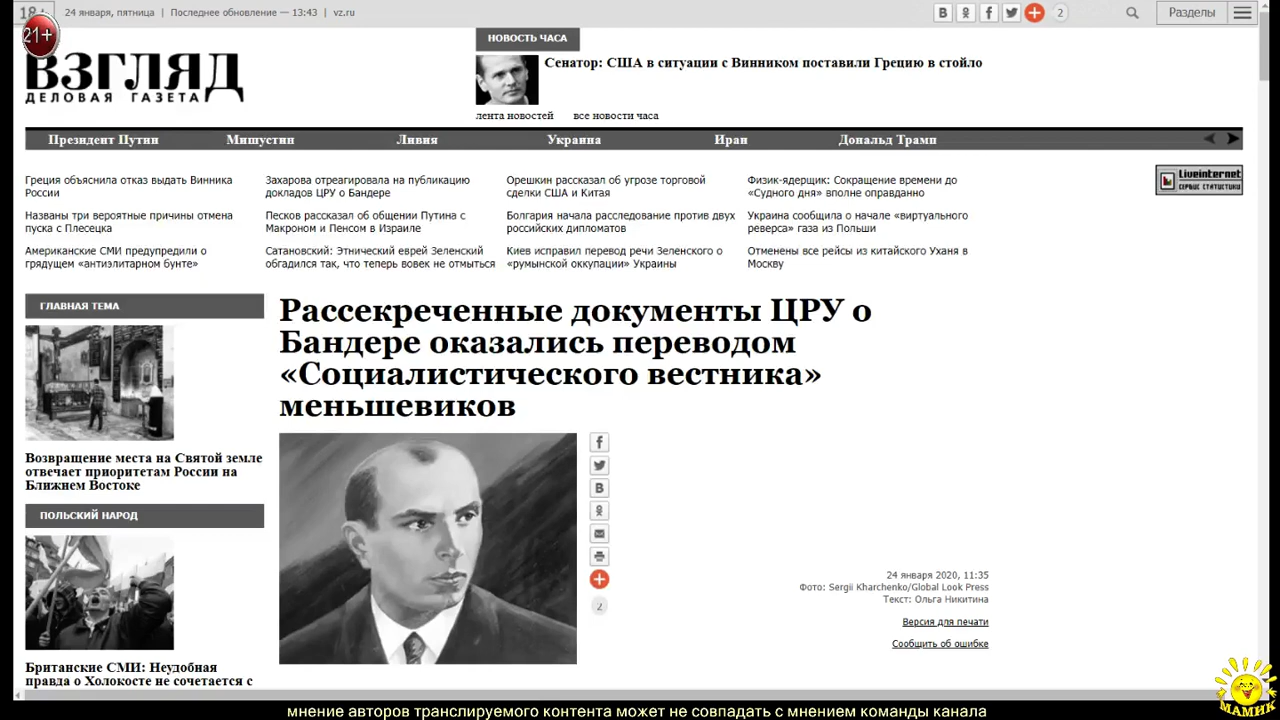 18+
24 января, пятница | Последнее обновление — 13:43 | vz.ru
2
Разделы
21+
ВЗГЛЯД
ДЕЛОВАЯ ГАЗЕТА
НОВОСТЬ ЧАСА
Сенатор: США в ситуации с Винником поставили Грецию в стойло
лента новостей все новости часа
Президент Путин Мишустин Ливия Украина Иран Дональд Трамп
Греция объяснила отказ выдать Винника
России
Названы три вероятные причины отмена
пуска с Плесецка
Американские СМИ предупредили о
грядущем «антиэлитарном бунте»
Захарова отреагировала на публикацию
докладов ЦРУ о Бандере
Песков рассказал об общении Путина с
Макроном и Пенсом в Израиле
Сатановский: Этнический еврей Зеленский
обгадился так, что теперь вовек не отмыться
Орешкин рассказал об угрозе торговой
сделки США и Китая
Болгария начала расследование против двух
российских дипломатов
Киев исправил перевод речи Зеленского о
«румынской оккупации» Украины
Физик-ядерщик: Сокращение времени до
«Судного дня» вполне оправданно
Украина сообщила о начале «виртуального
реверса» газа из Польши
Отменены все рейсы из китайского Уханя в
Москву
Liveinternet
СЕРВИС СТАТИСТИКИ
ГЛАВНАЯ ТЕМА
Возвращение места на Святой земле
отвечает приоритетам России на
Ближнем Востоке
ПОЛЬСКИЙ НАРОД
Британские СМИ: Неудобная
правда о Холокосте не сочетается с
Рассекреченные документы ЦРУ о
Бандере оказались переводом
«Социалистического вестника»
меньшевиков
2
24 января 2020, 11:35
Фото: Sergii Kharchenko/Global Look Press
Текст: Ольга Никитина
Версия для печати
Сообщить об ошибке
МАМИК
мнение авторов транслируемого контента может не совпадать с мнением команды канала